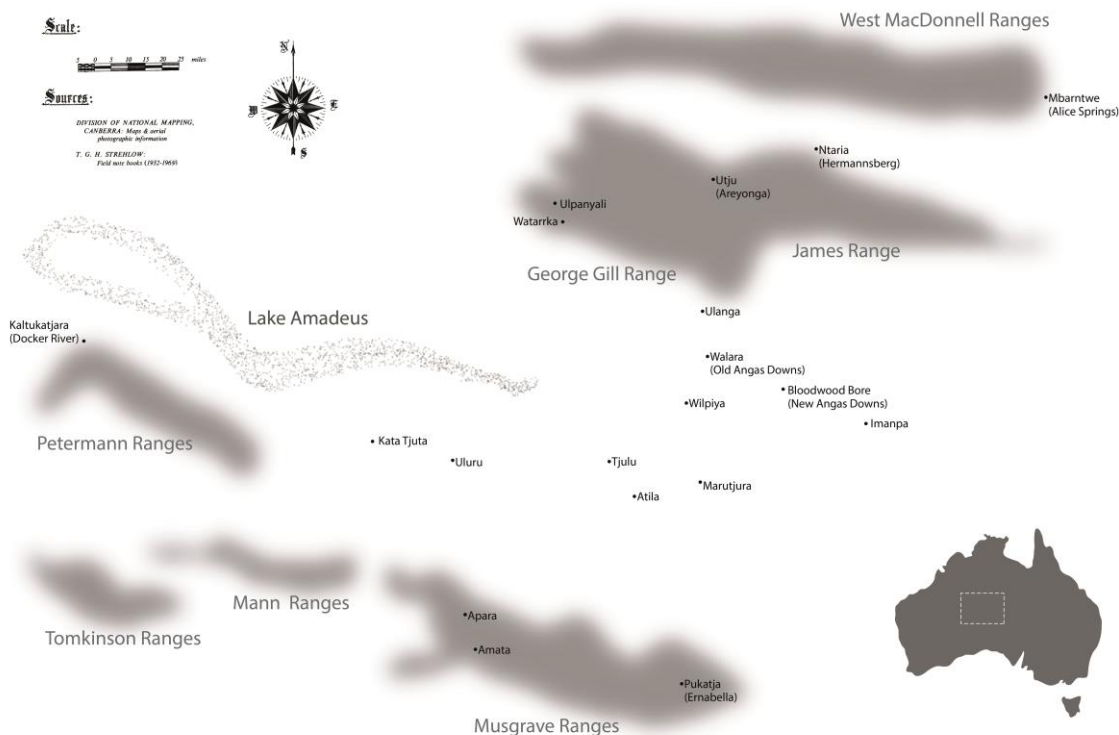 Scale:
5 0 5 10 15 20 25 miles
Sources:
DIVISION OF NATIONAL MAPPING,
CANBERRA: Maps & aerial
photographic information
T. G. H. STREHLOW:
Field note books (1932-1969)
N
W
E
S
West MacDonnell Ranges
Mbarntwe
(Alice Springs)
Ntaria
(Hermannsberg)
Utju
(Areyonga)
Ulpanyali
Watarrka
James Range
George Gill Range
Ulanga
Lake Amadeus
Kaltukatjara
(Docker River)
Walara
(Old Angas Downs)
Bloodwood Bore
(New Angas Downs)
Wilpiya
Imanpa
Petermann Ranges
Kata Tjuta
Uluru
Tjulu
Marutjura
Atila
Mann Ranges
Tomkinson Ranges
Apara
Amata
Pukatja
(Ernabella)
Musgrave Ranges